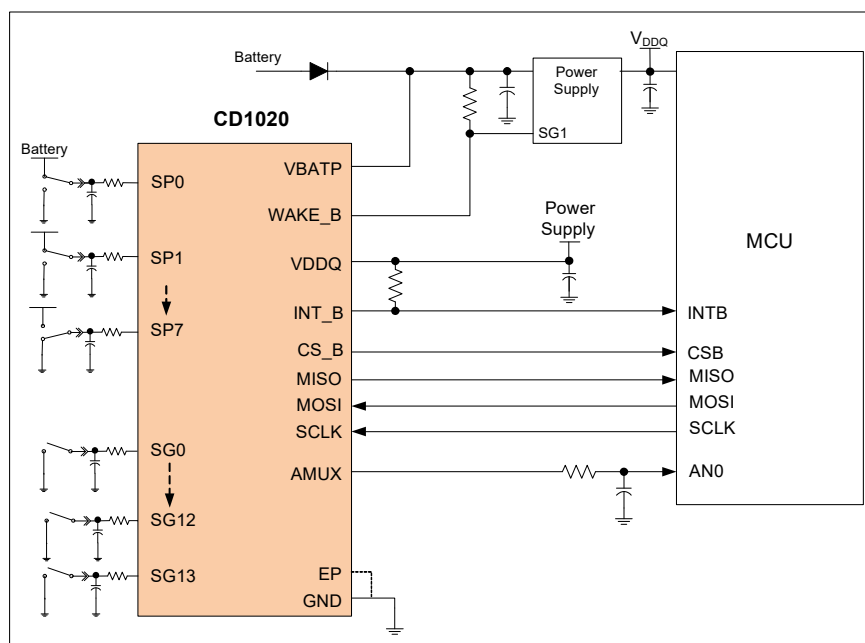 Battery
V_DDQ
Power
Supply
SG1
CD1020
Battery
SP0
SP1
SP7
SG0
SG12
SG13
VBATP
WAKE_B
VDDQ
INT_B
CS_B
MISO
MOSI
SCLK
AMUX
EP
GND
Power
Supply
MCU
INTB
CSB
MISO
MOSI
SCLK
AN0